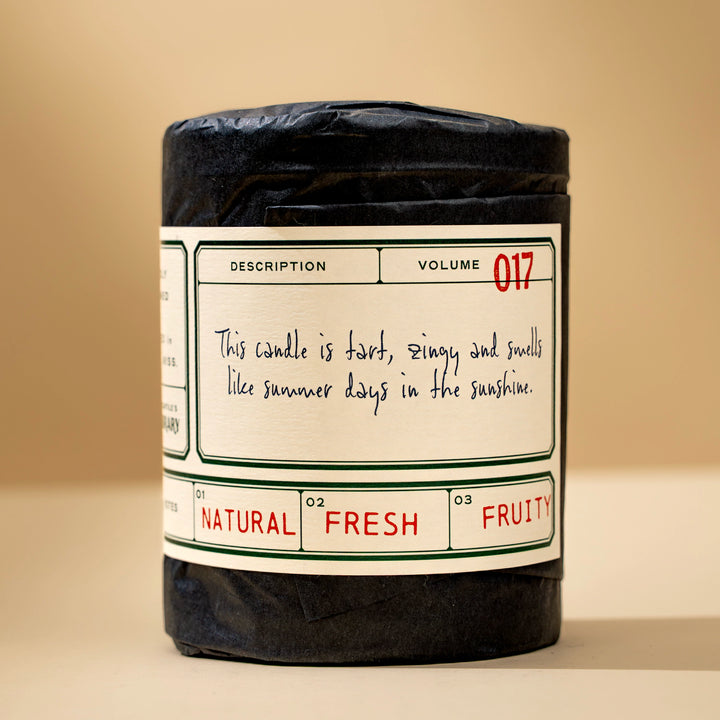 DESCRIPTION
VOLUME 017
This candle is tart, zingy and smells
like summer days in the sunshine.
NOTES
01 NATURAL
02 FRESH
03 FRUITY